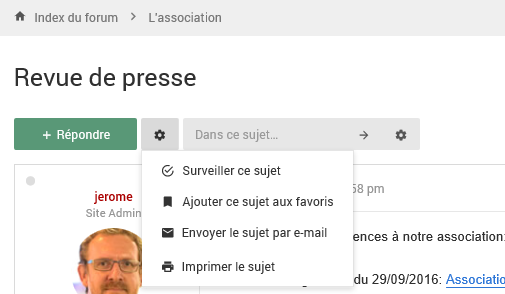 Index du forum > L'association
Revue de presse
+ Répondre
Dans ce sujet...
Surveiller ce sujet
58 pm
jerome
Ajouter ce sujet aux favoris
Site Admin
Envoyer le sujet par e-mail
ences à notre association:
Imprimer le sujet
du 29/09/2016: Associatio